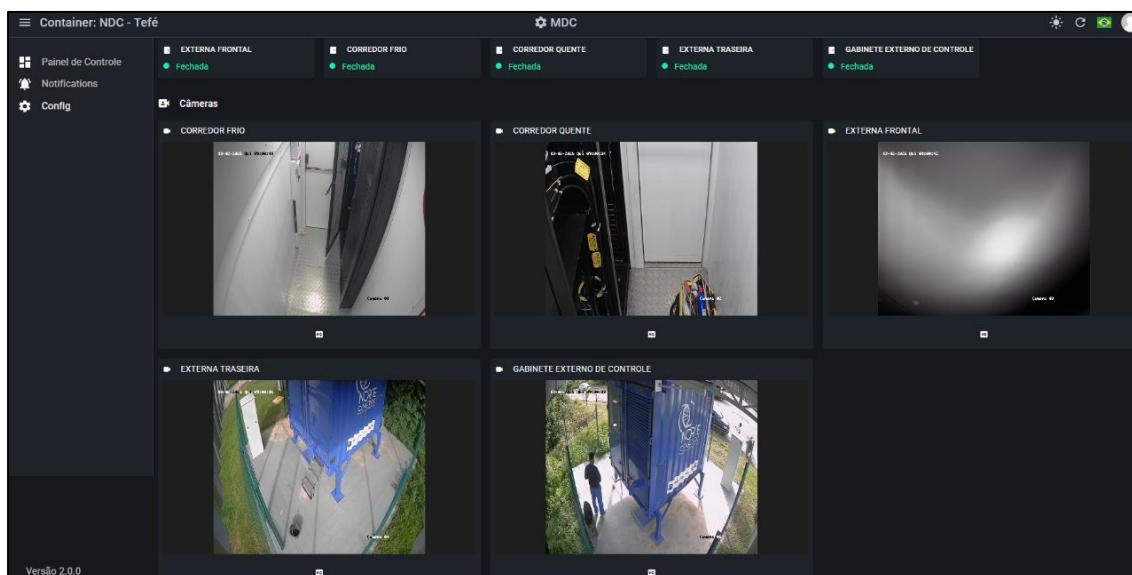 Container: NDC - Tefé
MDC
Painel de Controle
Notifications
Config
EXTERNA FRONTAL
Fechada
CORREDOR FRIO
Fechada
CORREDOR QUENTE
Fechada
EXTERNA TRASEIRA
Fechada
GABINETE EXTERNO DE CONTROLE
Fechada
Câmeras
CORREDOR FRIO
CORREDOR QUENTE
EXTERNA FRONTAL
EXTERNA TRASEIRA
GABINETE EXTERNO DE CONTROLE
Versão 2.0.0